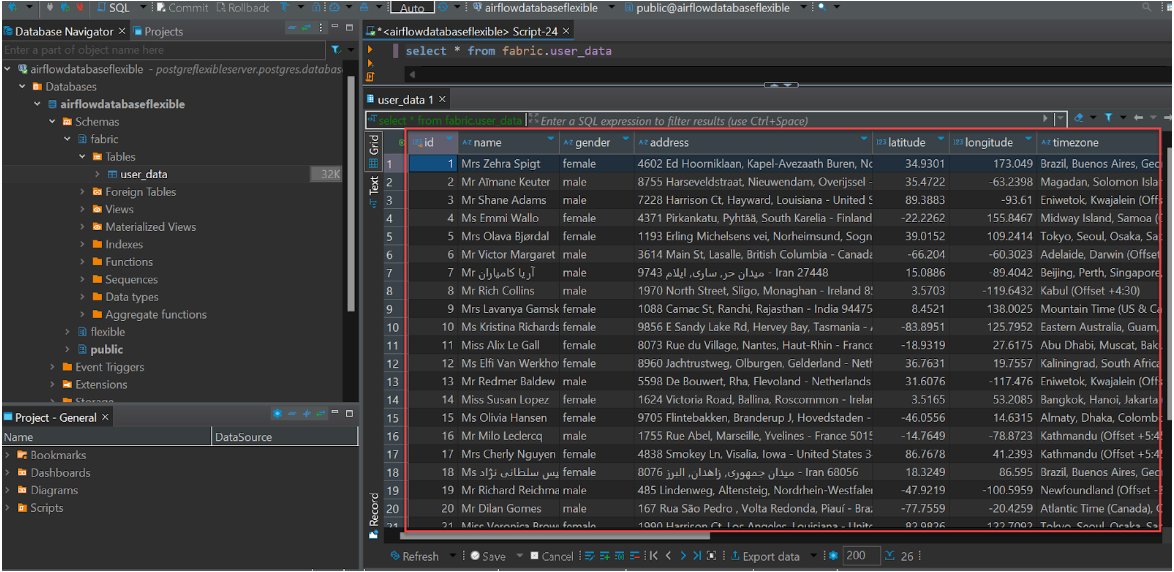 SQL Commit Rollback Auto airflowdatabaseflexible public@airflowdatabaseflexible
Database Navigator Projects
Enter a part of object name here
airflowdatabaseflexible - postgreflexibleserver.postgres.databas
Databases
airflowdatabaseflexible
Schemas
fabric
Tables
user_data 32K
Foreign Tables
Views
Materialized Views
Indexes
Functions
Sequences
Data types
Aggregate functions
flexible
public
Event Triggers
Extensions
Storage
Project - General
Name DataSource
Bookmarks
Dashboards
Diagrams
Scripts
*<airflowdatabaseflexible> Script-24
select * from fabric.user_data
user_data 1
select * from fabric.user_data Enter a SQL expression to filter results (use Ctrl+Space)
Grid
Text
Record
id name gender address latitude longitude timezone
1 1 Mrs Zehra Spigt female 4602 Ed Hoorniklaan, Kapel-Avezaath Buren, No 34.9301 173.049 Brazil, Buenos Aires, Geo
2 2 Mr Aïmane Keuter male 8755 Harseveldstraat, Nieuwendam, Overijssel - 35.4722 -63.2398 Magadan, Solomon Isla
3 3 Mr Shane Adams male 7228 Harrison Ct, Hayward, Louisiana - United S 89.3883 -93.61 Eniwetok, Kwajalein (Offs
4 4 Ms Emmi Wallo female 4371 Pirkankatu, Pyhtää, South Karelia - Finland -22.2262 155.8467 Midway Island, Samoa (
5 5 Mrs Olava Bjørdal female 1193 Erling Michelsens vei, Norheimsund, Sogn 39.0152 109.2414 Tokyo, Seoul, Osaka, Sa
6 6 Mr Victor Margaret male 3614 Main St, Lasalle, British Columbia - Canada -66.204 -60.3023 Adelaide, Darwin (Offset
7 7 Mr آریا کامیاران male 9743 میدان حر, ساری, ایلام - Iran 27448 15.0886 -89.4042 Beijing, Perth, Singapore
8 8 Mr Rich Collins male 1970 North Street, Sligo, Monaghan - Ireland 8 3.5703 -119.6432 Kabul (Offset +4:30)
9 9 Mrs Lavanya Gamsk female 1088 Camac St, Ranchi, Rajasthan - India 94475 8.4521 138.0025 Mountain Time (US & Ca
10 10 Ms Kristina Richards female 9856 E Sandy Lake Rd, Hervey Bay, Tasmania - -83.8951 125.7952 Eastern Australia, Guam,
11 11 Miss Alix Le Gall female 8073 Rue du Village, Nantes, Haut-Rhin - France -18.9319 27.6175 Abu Dhabi, Muscat, Bak
12 12 Ms Elfi Van Werkhov female 8960 Jachtrustweg, Olburgen, Gelderland - Neth 36.7631 19.7557 Kaliningrad, South Africa
13 13 Mr Redmer Baldew male 5598 De Bouwert, Rha, Flevoland - Netherlands 31.6076 -117.476 Eniwetok, Kwajalein (Offs
14 14 Miss Susan Lopez female 1624 Victoria Road, Ballina, Roscommon - Irelan 3.5165 53.2085 Bangkok, Hanoi, Jakarta
15 15 Ms Olivia Hansen female 9705 Flintebakken, Branderup J, Hovedstaden - -46.0556 14.6315 Almaty, Dhaka, Colombo
16 16 Mr Milo Leclercq male 1755 Rue Abel, Marseille, Yvelines - France 5015 -14.7649 -78.8723 Kathmandu (Offset +5:4
17 17 Mrs Cherly Nguyen female 4838 Smokey Ln, Visalia, Iowa - United States 3 86.7678 41.2393 Kathmandu (Offset +5:4
18 18 Ms یس سلطانی نژاد female 8076 میدان جمهوری, زاهدان, البرز - Iran 68056 18.3249 86.595 Brazil, Buenos Aires, Geo
19 19 Mr Richard Reichma male 485 Lindenweg, Altensteig, Nordrhein-Westfalen -47.9219 -100.5959 Newfoundland (Offset -
20 20 Mr Dilan Gomes male 167 Rua São Pedro , Volta Redonda, Piauí - Braz -77.7559 -20.4259 Atlantic Time (Canada), C
21 21 Miss Veronica Brow female 1990 Harrison Ct, Los Angeles, Louisiana - Unite 82.9826 122.7092 Tokyo, Seoul, Osaka, Sa
Refresh Save Cancel Export data 200 26